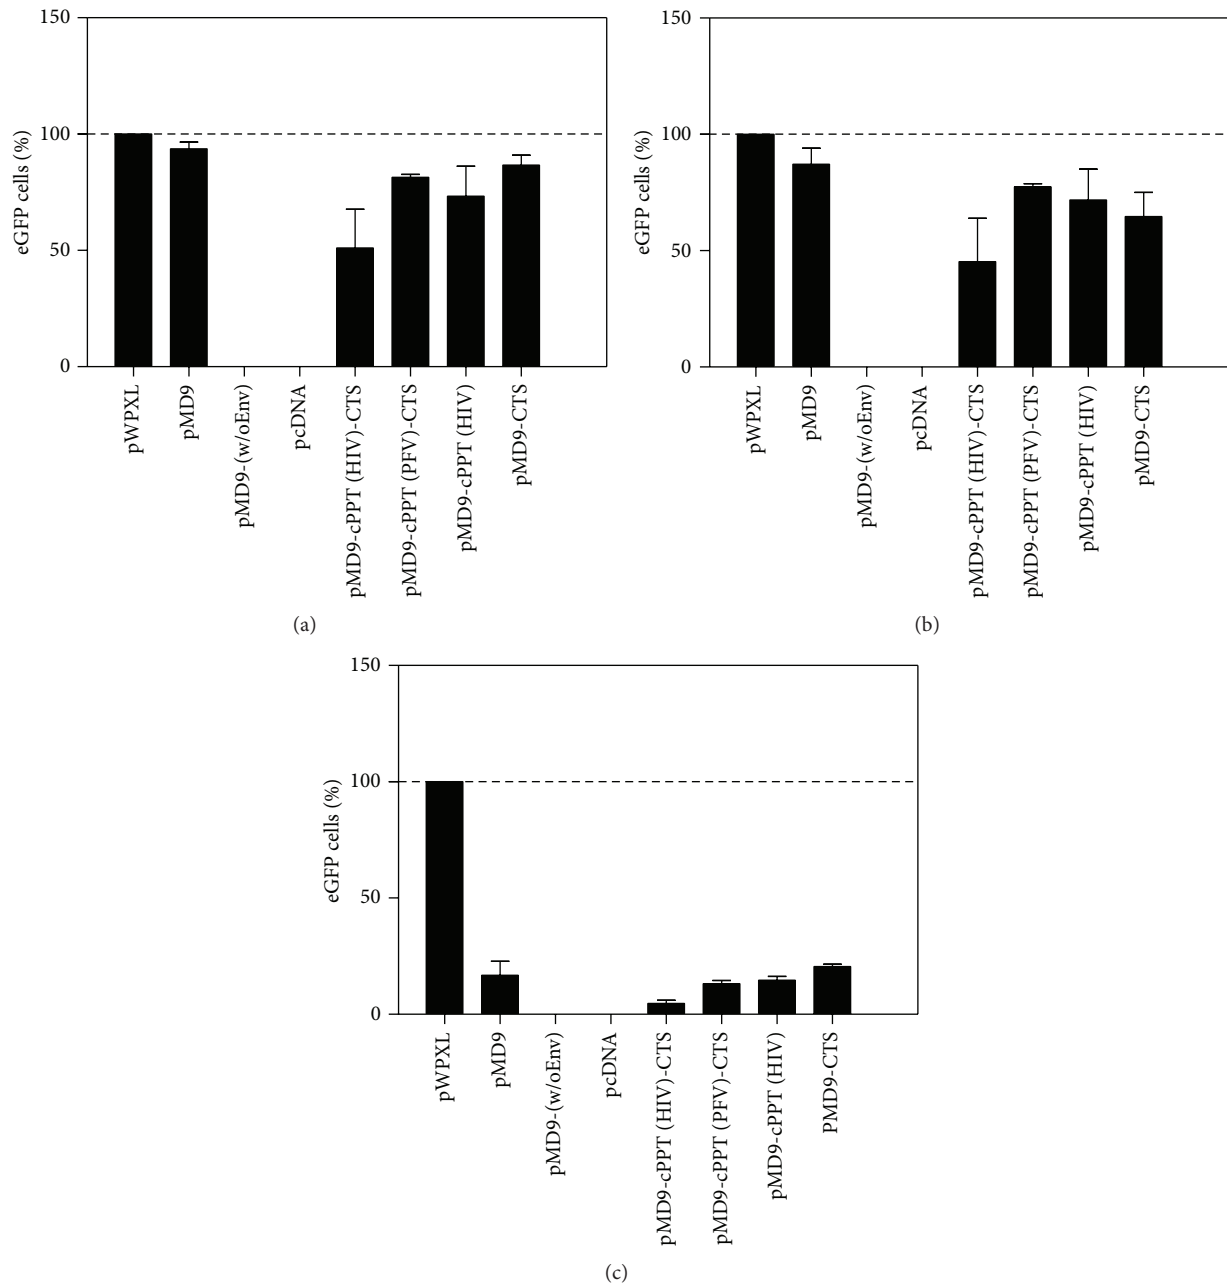 150
100
50
0
eGFP cells (%)
pWPXL
pMD9
pMD9-(w/oEnv)
pcDNA
pMD9-cPPT (HIV)-CTS
pMD9-cPPT (PFV)-CTS
pMD9-cPPT (HIV)
pMD9-CTS
(a)
150
100
50
0
eGFP cells (%)
pWPXL
pMD9
pMD9-(w/oEnv)
pcDNA
pMD9-cPPT (HIV)-CTS
pMD9-cPPT (PFV)-CTS
pMD9-cPPT (HIV)
pMD9-CTS
(b)
150
100
50
0
eGFP cells (%)
pWPXL
pMD9
pMD9-(w/oEnv)
pcDNA
pMD9-cPPT (HIV)-CTS
pMD9-cPPT (PFV)-CTS
pMD9-cPPT (HIV)
PMD9-CTS
(c)